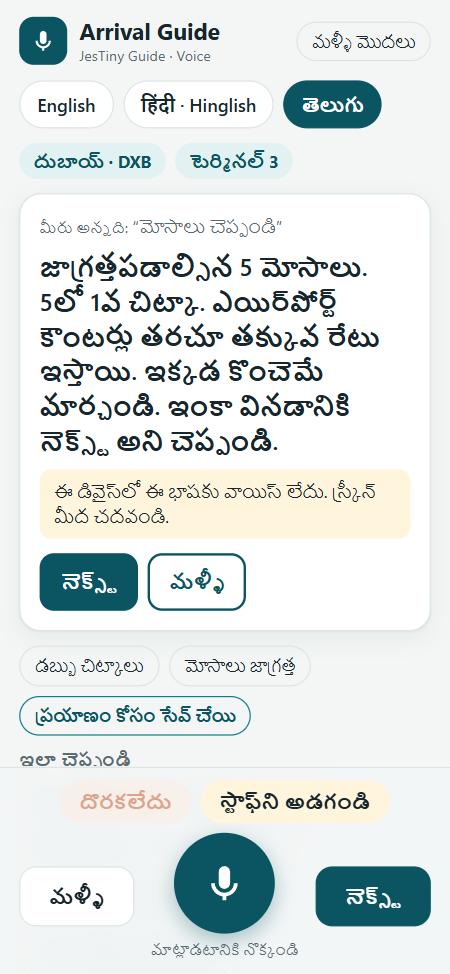 Arrival Guide
JesTiny Guide · Voice
మళ్ళీ మొదలు
English
हिंदी · Hinglish
తెలుగు
దుబాయ్ · DXB
టెర్మినల్ 3
మీరు అన్నది: “మోసాలు చెప్పండి”
జాగ్రత్తపడాల్సిన 5 మోసాలు.
5లో 1వ చిట్కా. ఎయిర్‌పోర్ట్
కౌంటర్లు తరచూ తక్కువ రేటు
ఇస్తాయి. ఇక్కడ కొంచెమే
మార్చండి. ఇంకా వినడానికి
నెక్స్ట్ అని చెప్పండి.
ఈ డివైస్‌లో ఈ భాషకు వాయిస్ లేదు. స్క్రీన్
మీద చదవండి.
నెక్స్ట్
మళ్ళీ
డబ్బు చిట్కాలు
మోసాలు జాగ్రత్త
ప్రయాణం కోసం సేవ్ చేయి
ఇలా చెప్పండి
దొరకలేదు
స్టాఫ్‌ని అడగండి
మళ్ళీ
నెక్స్ట్
మాట్లాడటానికి నొక్కండి